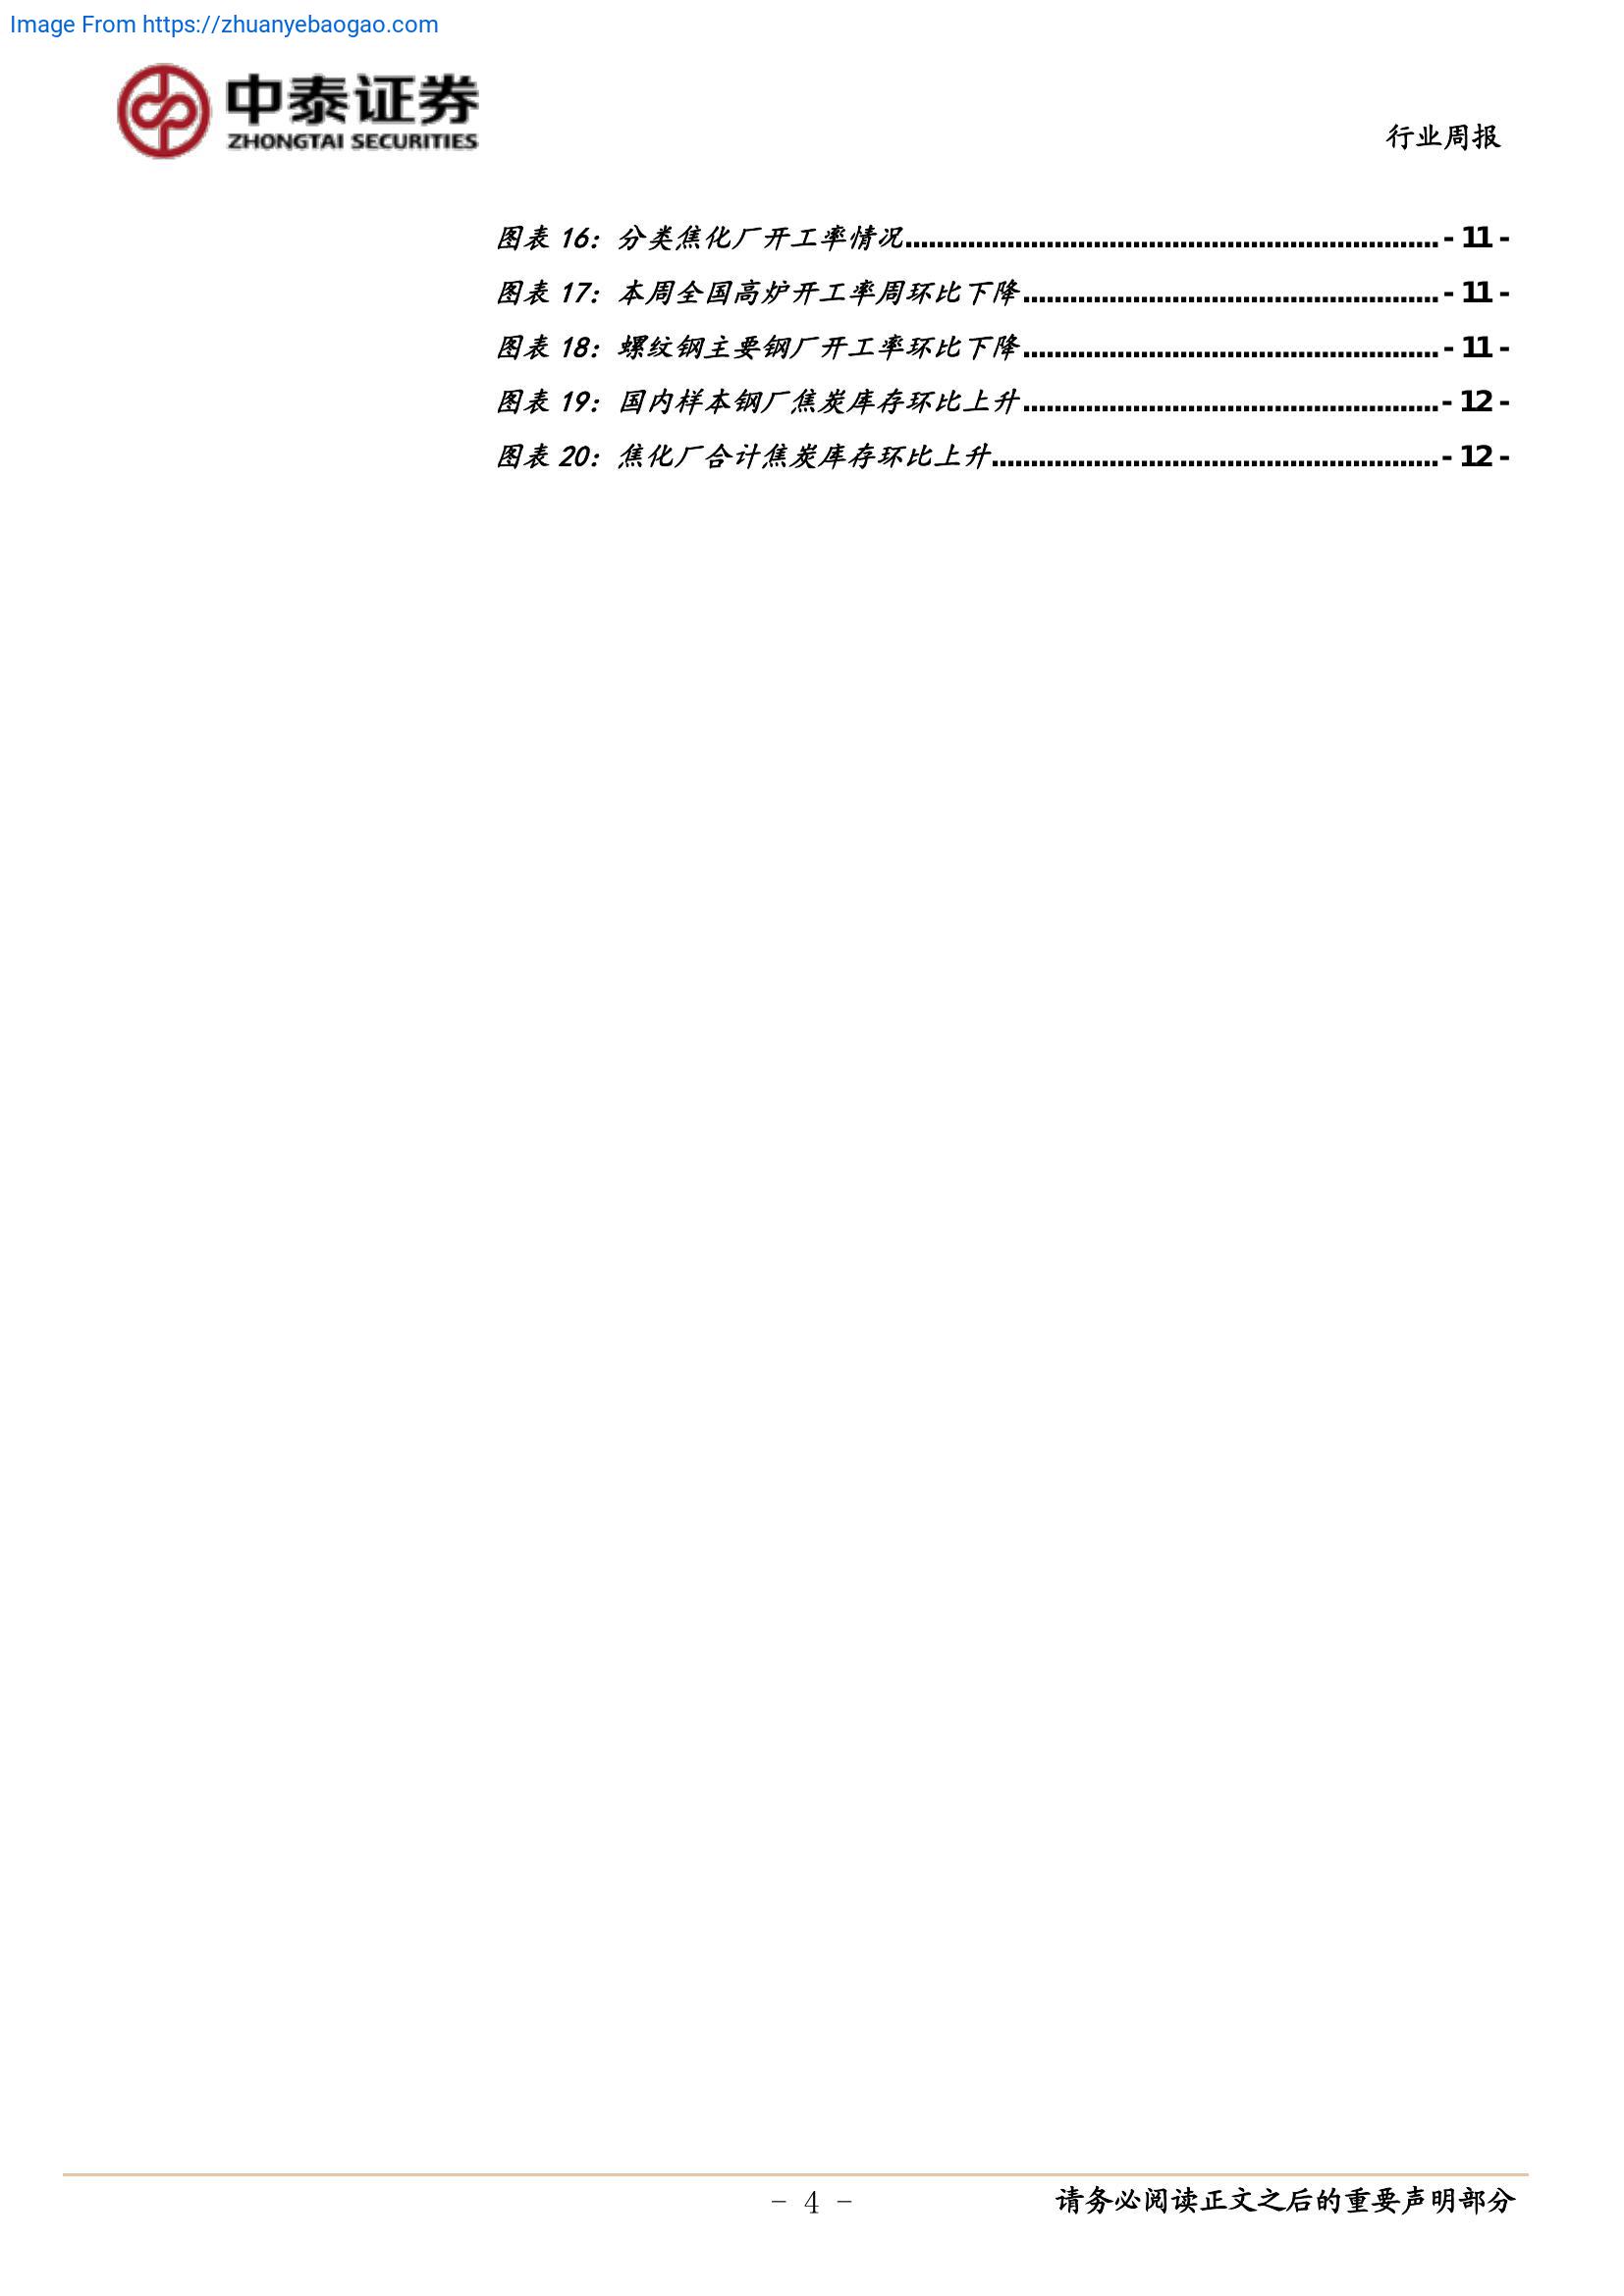 Image From https://zhuanyebaogao.com
中泰证券
ZHONGTAI SECURITIES
行业周报
图表 16：分类焦化厂开工率情况 - 11 -
图表 17：本周全国高炉开工率周环比下降 - 11 -
图表 18：螺纹钢主要钢厂开工率环比下降 - 11 -
图表 19：国内样本钢厂焦炭库存环比上升 - 12 -
图表 20：焦化厂合计焦炭库存环比上升 - 12 -
- 4 -
请务必阅读正文之后的重要声明部分